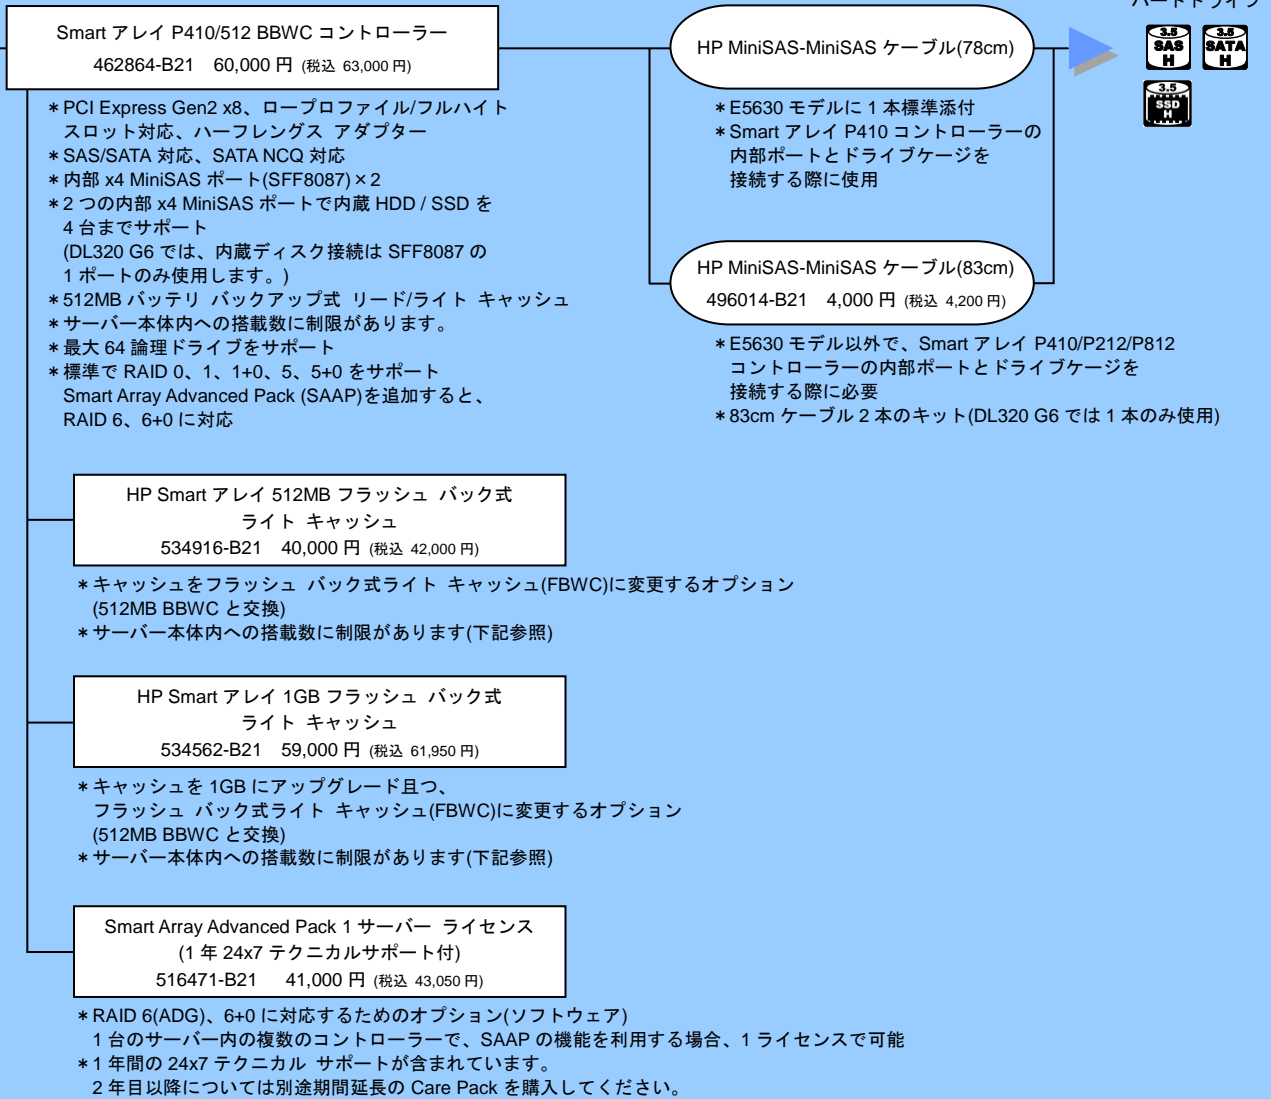 ハードドライブ
Smart アレイ P410/512 BBWC コントローラー
462864-B21 60,000 円 (税込 63,000 円)
＊PCI Express Gen2 x8、ロープロファイル/フルハイト
スロット対応、ハーフレングス アダプター
＊SAS/SATA 対応、SATA NCQ 対応
＊内部 x4 MiniSAS ポート(SFF8087)×2
＊2 つの内部 x4 MiniSAS ポートで内蔵 HDD / SSD を
4 台までサポート
(DL320 G6 では、内蔵ディスク接続は SFF8087 の
1 ポートのみ使用します。)
＊512MB バッテリ バックアップ式 リード/ライト キャッシュ
＊サーバー本体内への搭載数に制限があります。
＊最大 64 論理ドライブをサポート
＊標準で RAID 0、1、1+0、5、5+0 をサポート
Smart Array Advanced Pack (SAAP)を追加すると、
RAID 6、6+0 に対応
HP MiniSAS-MiniSAS ケーブル(78cm)
＊E5630 モデルに 1 本標準添付
＊Smart アレイ P410 コントローラーの
内部ポートとドライブケージを
接続する際に使用
HP MiniSAS-MiniSAS ケーブル(83cm)
496014-B21 4,000 円 (税込 4,200 円)
＊E5630 モデル以外で、Smart アレイ P410/P212/P812
コントローラーの内部ポートとドライブケージを
接続する際に必要
＊83cm ケーブル 2 本のキット(DL320 G6 では 1 本のみ使用)
3.5 SAS H
3.5 SATA H
3.5 SSD H
HP Smart アレイ 512MB フラッシュ バック式
ライト キャッシュ
534916-B21 40,000 円 (税込 42,000 円)
＊キャッシュをフラッシュ バック式ライト キャッシュ(FBWC)に変更するオプション
(512MB BBWC と交換)
＊サーバー本体内への搭載数に制限があります(下記参照)
HP Smart アレイ 1GB フラッシュ バック式
ライト キャッシュ
534562-B21 59,000 円 (税込 61,950 円)
＊キャッシュを 1GB にアップグレード且つ、
フラッシュ バック式ライト キャッシュ(FBWC)に変更するオプション
(512MB BBWC と交換)
＊サーバー本体内への搭載数に制限があります(下記参照)
Smart Array Advanced Pack 1 サーバー ライセンス
(1 年 24x7 テクニカルサポート付)
516471-B21 41,000 円 (税込 43,050 円)
＊RAID 6(ADG)、6+0 に対応するためのオプション(ソフトウェア)
1 台のサーバー内の複数のコントローラーで、SAAP の機能を利用する場合、1 ライセンスで可能
＊1 年間の 24x7 テクニカル サポートが含まれています。
2 年目以降については別途期間延長の Care Pack を購入してください。